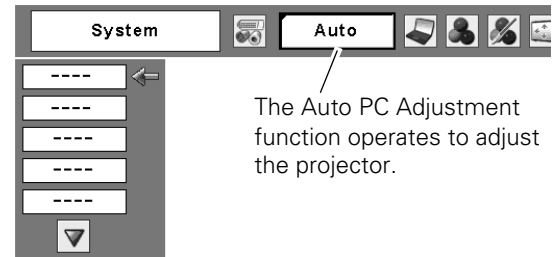 System
Auto
----
----
----
----
----
The Auto PC Adjustment
function operates to adjust
the projector.